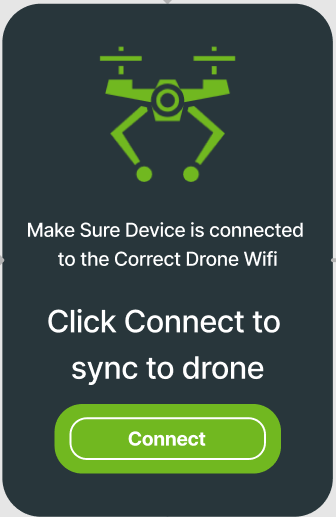 Make Sure Device is connected
to the Correct Drone Wifi
Click Connect to
sync to drone
Connect